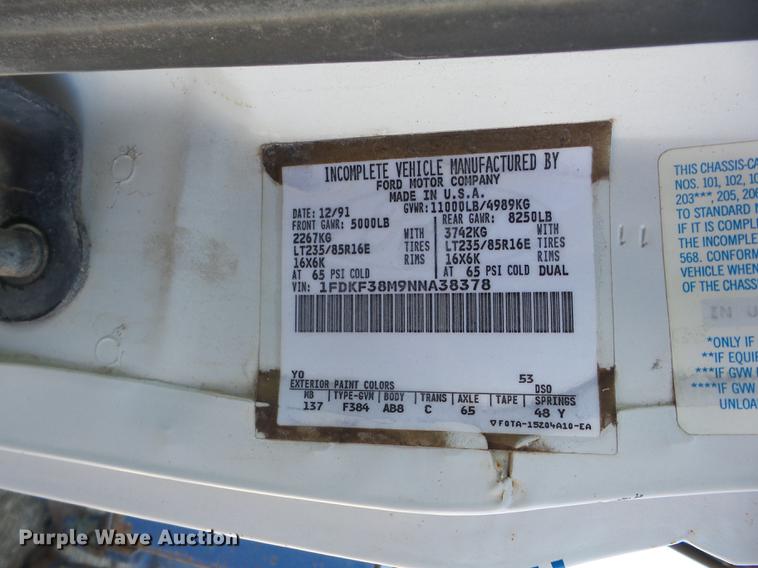 INCOMPLETE VEHICLE MANUFACTURED BY
FORD MOTOR COMPANY
MADE IN U.S.A.
DATE: 12/91 GVWR: 11000LB/4989KG
FRONT GAWR: 5000LB REAR GAWR: 8250LB
2267KG WITH 3742KG WITH
LT235/85R16E TIRES LT235/85R16E TIRES
16X6K RIMS 16X6K RIMS
AT 65 PSI COLD AT 65 PSI COLD DUAL
VIN: 1FDKF38M9NNA38378
YO 53
EXTERIOR PAINT COLORS DSO
WB TYPE-GVM BODY TRANS AXLE TAPE SPRINGS
137 F384 AB8 C 65 48 Y
F0TA-15204A10-EA
THIS CHASSIS-CA
NOS. 101, 102, 10
203***, 205, 206
TO STANDARD N
IF IT IS COMPLE
THE INCOMPLE
568. CONFORM
VEHICLE WHEN
OF THE CHASS
IN U
*ONLY IF
**IF EQUIP
***IF GVW
****IF GVW
UNLOA
Purple Wave Auction